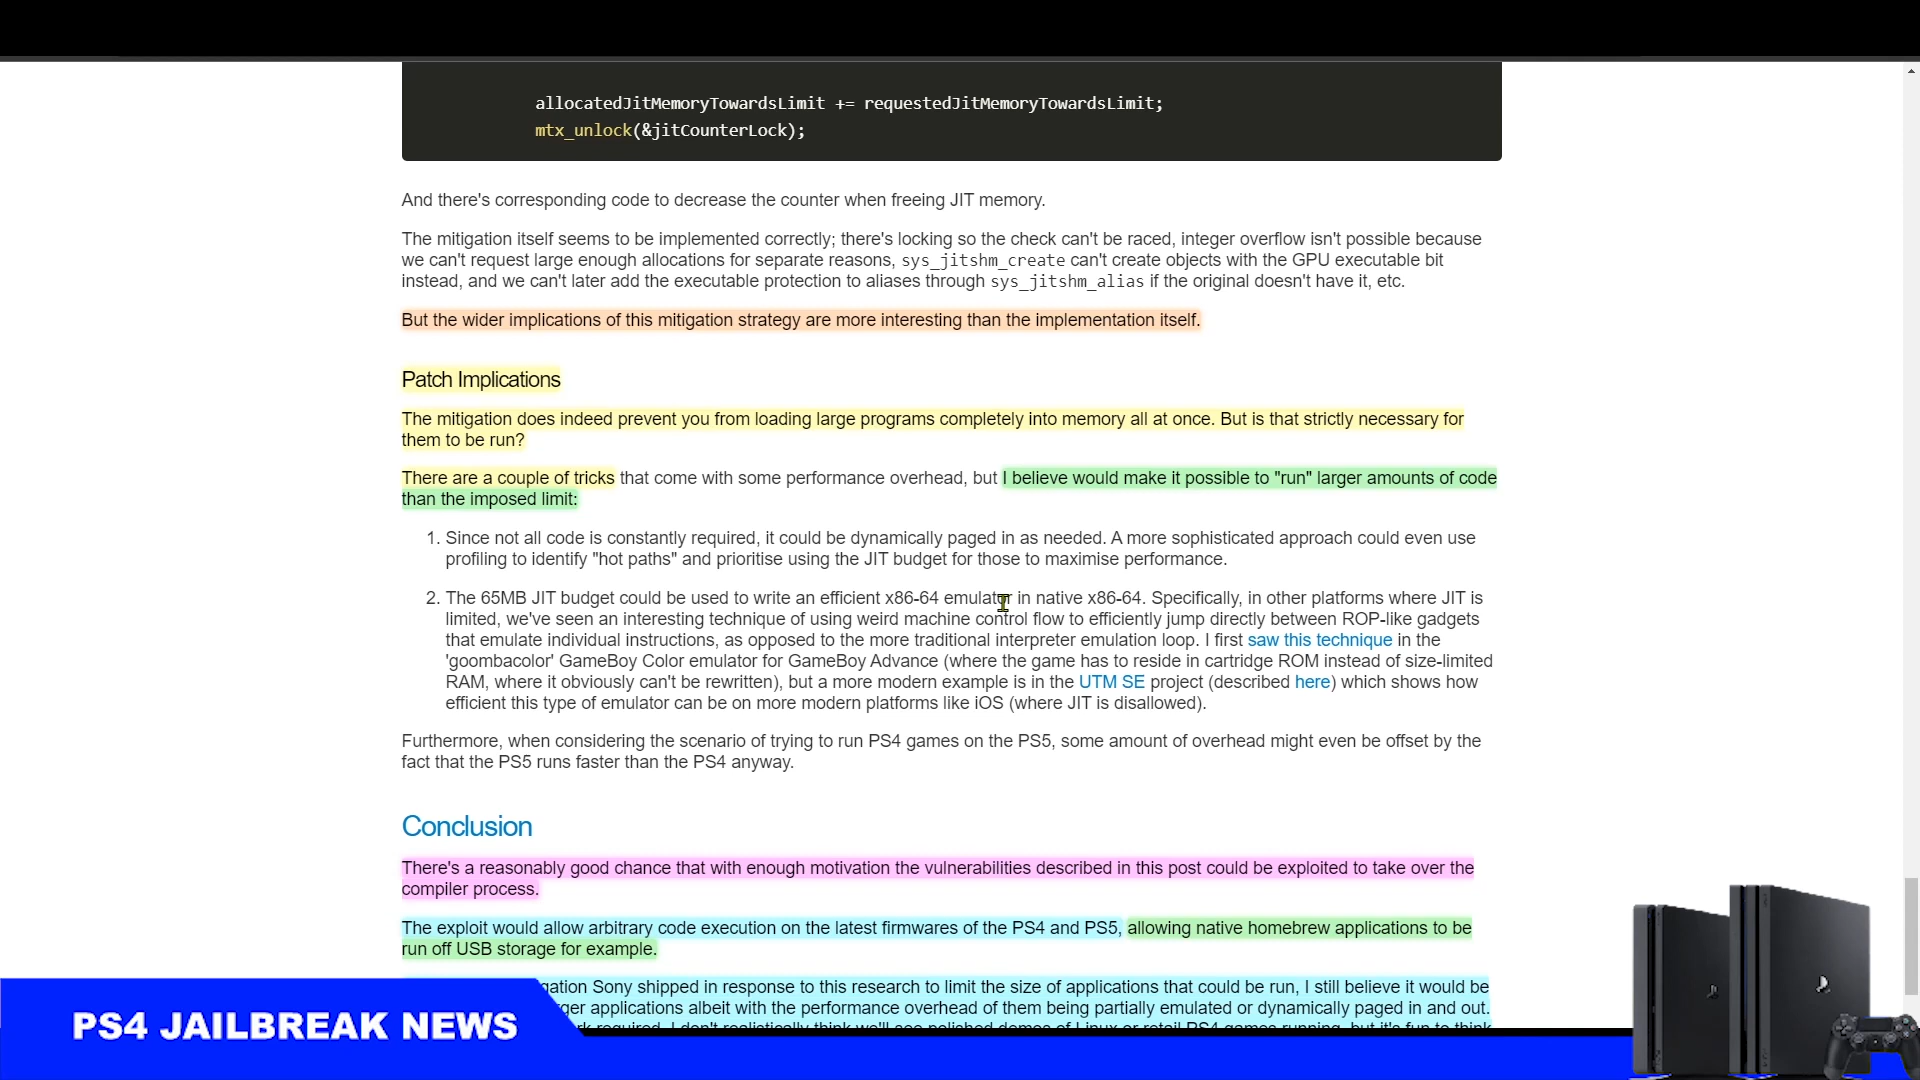 allocatedJitMemoryTowardsLimit += requestedJitMemoryTowardsLimit;
mtx_unlock(&jitCounterLock);
And there's corresponding code to decrease the counter when freeing JIT memory.
The mitigation itself seems to be implemented correctly; there's locking so the check can't be raced, integer overflow isn't possible because
we can't request large enough allocations for separate reasons, sys_jitshm_create can't create objects with the GPU executable bit
instead, and we can't later add the executable protection to aliases through sys_jitshm_alias if the original doesn't have it, etc.
But the wider implications of this mitigation strategy are more interesting than the implementation itself.
Patch Implications
The mitigation does indeed prevent you from loading large programs completely into memory all at once. But is that strictly necessary for
them to be run?
There are a couple of tricks that come with some performance overhead, but I believe would make it possible to "run" larger amounts of code
than the imposed limit:
1. Since not all code is constantly required, it could be dynamically paged in as needed. A more sophisticated approach could even use
profiling to identify "hot paths" and prioritise using the JIT budget for those to maximise performance.
2. The 65MB JIT budget could be used to write an efficient x86-64 emulator in native x86-64. Specifically, in other platforms where JIT is
limited, we've seen an interesting technique of using weird machine control flow to efficiently jump directly between ROP-like gadgets
that emulate individual instructions, as opposed to the more traditional interpreter emulation loop. I first saw this technique in the
'goombacolor' GameBoy Color emulator for GameBoy Advance (where the game has to reside in cartridge ROM instead of size-limited
RAM, where it obviously can't be rewritten), but a more modern example is in the UTM SE project (described here) which shows how
efficient this type of emulator can be on more modern platforms like iOS (where JIT is disallowed).
Furthermore, when considering the scenario of trying to run PS4 games on the PS5, some amount of overhead might even be offset by the
fact that the PS5 runs faster than the PS4 anyway.
Conclusion
There's a reasonably good chance that with enough motivation the vulnerabilities described in this post could be exploited to take over the
compiler process.
The exploit would allow arbitrary code execution on the latest firmwares of the PS4 and PS5, allowing native homebrew applications to be
run off USB storage for example.
Sony shipped in response to this research to limit the size of applications that could be run, I still believe it would be
applications albeit with the performance overhead of them being partially emulated or dynamically paged in and out.
required, I don't realistically think we'll see polished demos of Linux or retail PS4 games running, but it's fun to think
PS4 JAILBREAK NEWS